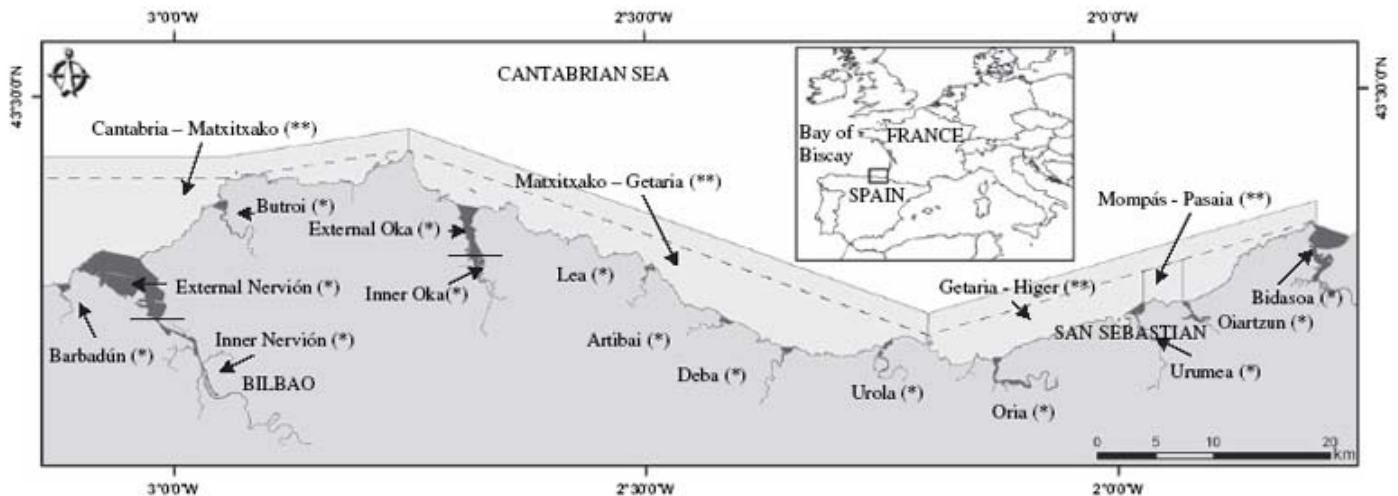 3°0'0"W
2°30'0"W
2°0'0"W
43°30'0"N
43°30'0"N
CANTABRIAN SEA
Cantabria – Matxitxako (**)
Bay of
Biscay
FRANCE
SPAIN
Matxitxako – Getaria (**)
Mompás - Pasaia (**)
Butroi (*)
External Oka (*)
Inner Oka(*)
Lea (*)
External Nervión (*)
Getaria - Higer (**)
Bidasoa (*)
Oiartzun (*)
SAN SEBASTIAN
Barbadún (*)
Inner Nervión (*)
Artibai (*)
BILBAO
Deba (*)
Urola (*)
Oria (*)
Urumea (*)
0 5 10 20
km
3°0'0"W
2°30'0"W
2°0'0"W